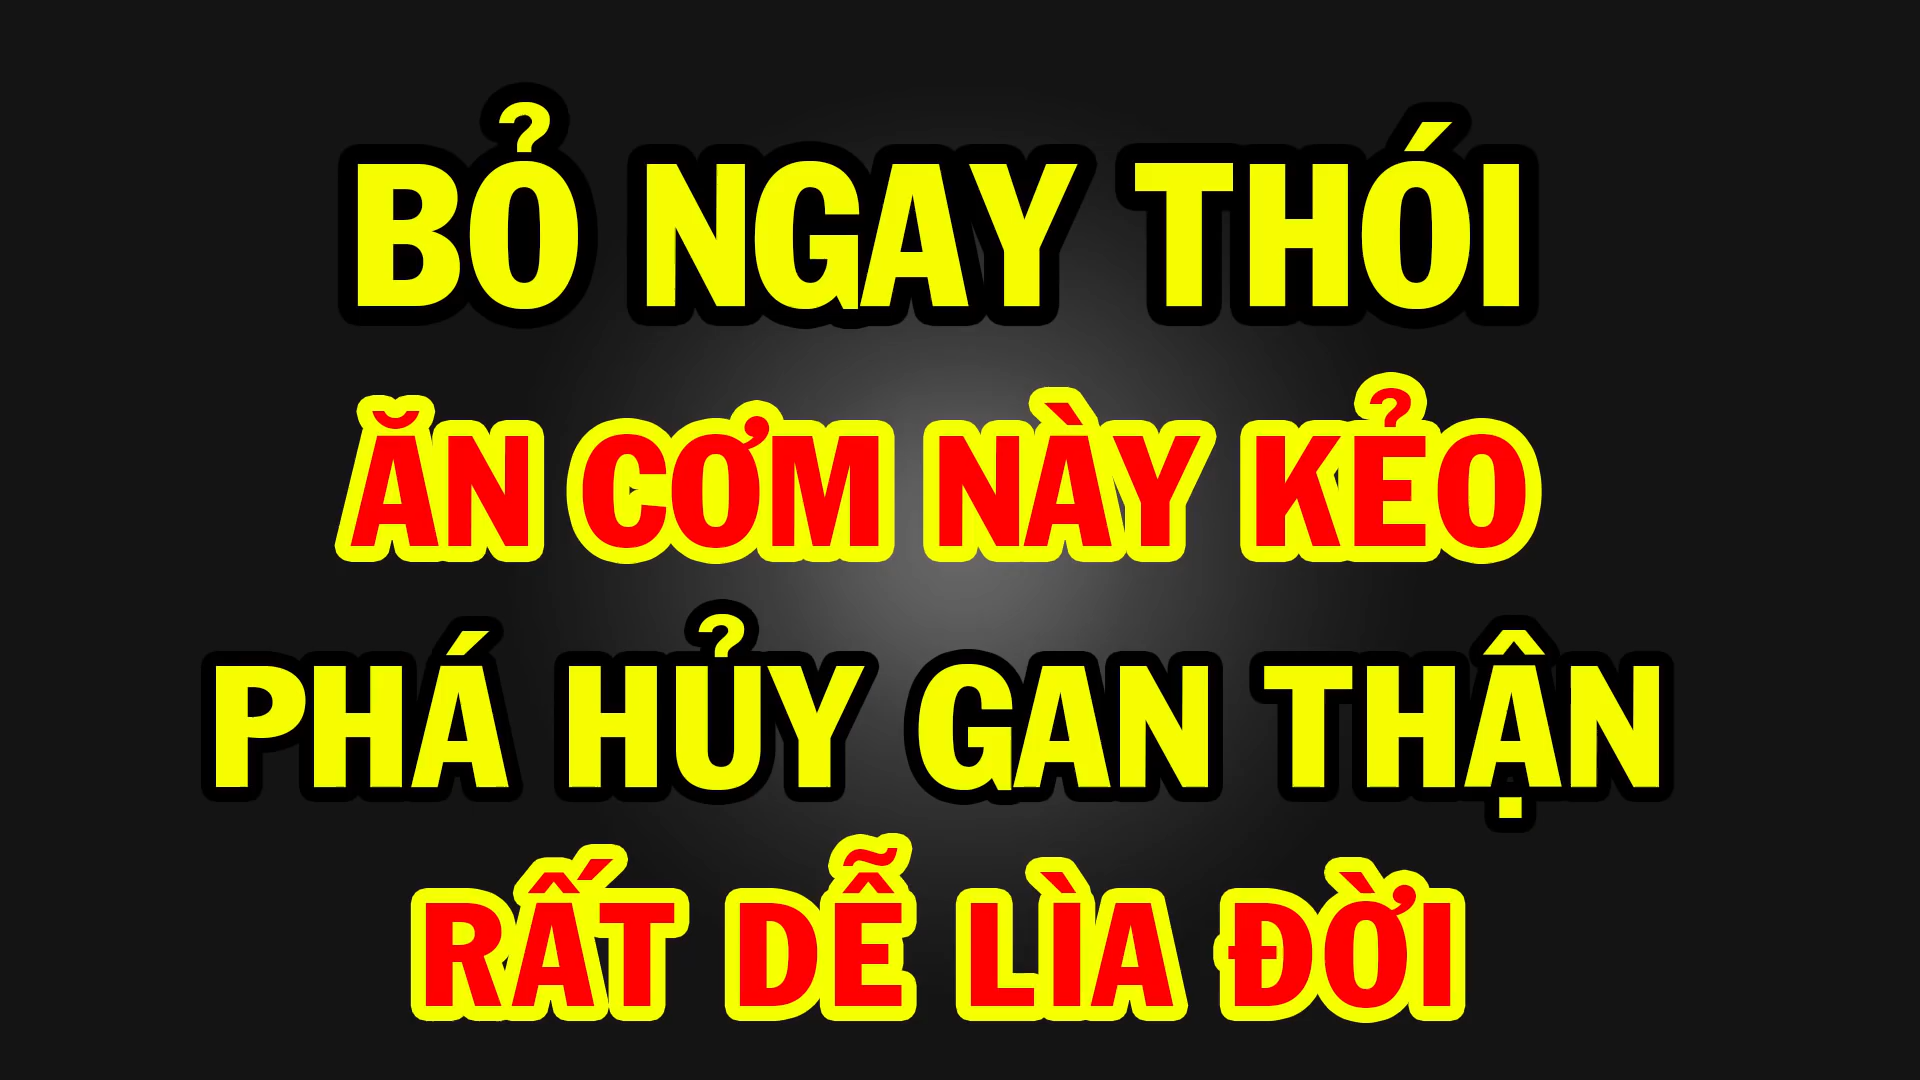 BỎ NGAY THÓI
ĂN CƠM NÀY KẺO
PHÁ HỦY GAN THẬN
RẤT DỄ LÌA ĐỜI